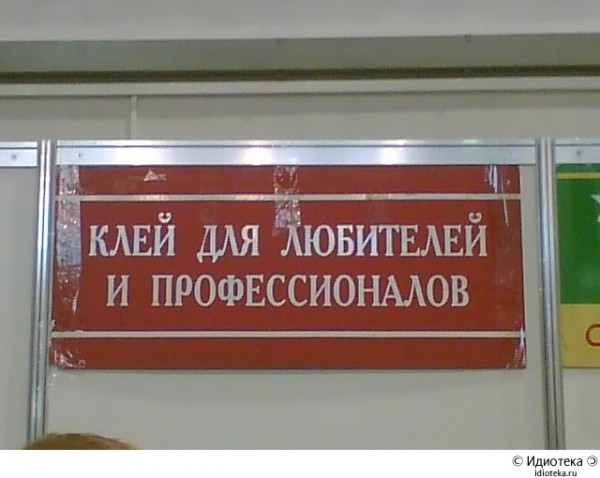 КЛЕЙ ДЛЯ ЛЮБИТЕЛЕЙ
И ПРОФЕССИОНАЛОВ
© Идиотека
idioteka.ru